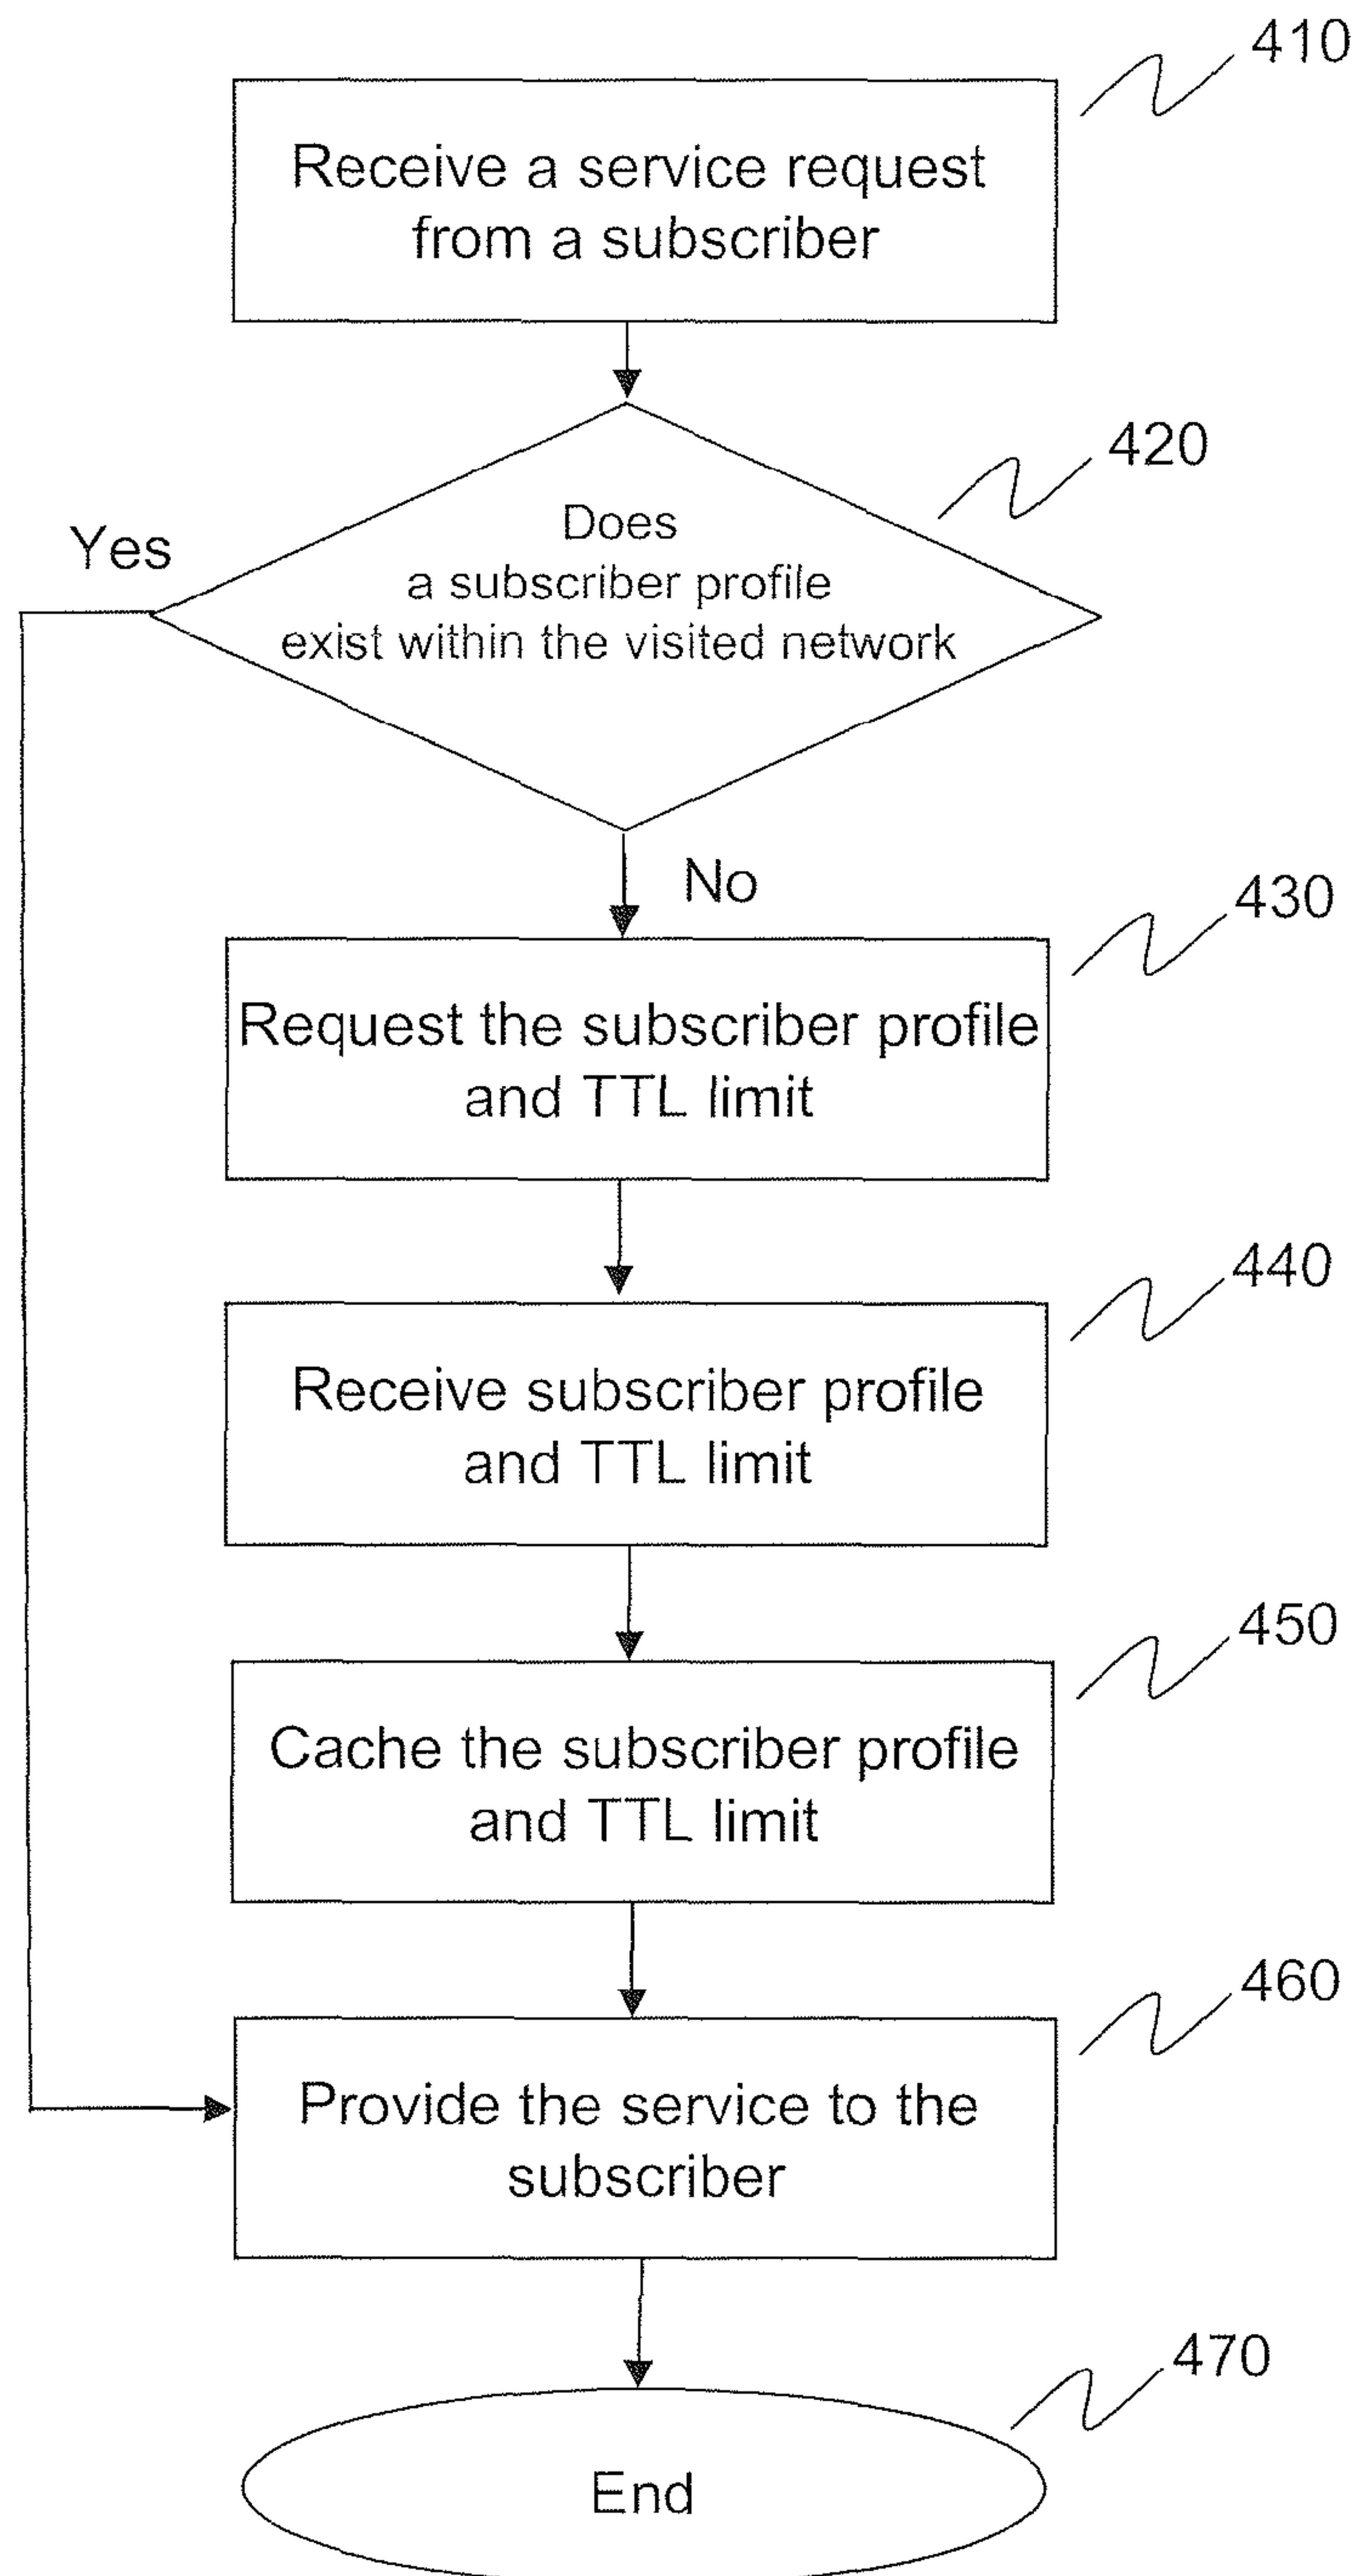 410
Receive a service request
from a subscriber
420
Yes
Does
a subscriber profile
exist within the visited network
No
430
Request the subscriber profile
and TTL limit
440
Receive subscriber profile
and TTL limit
450
Cache the subscriber profile
and TTL limit
460
Provide the service to the
subscriber
470
End